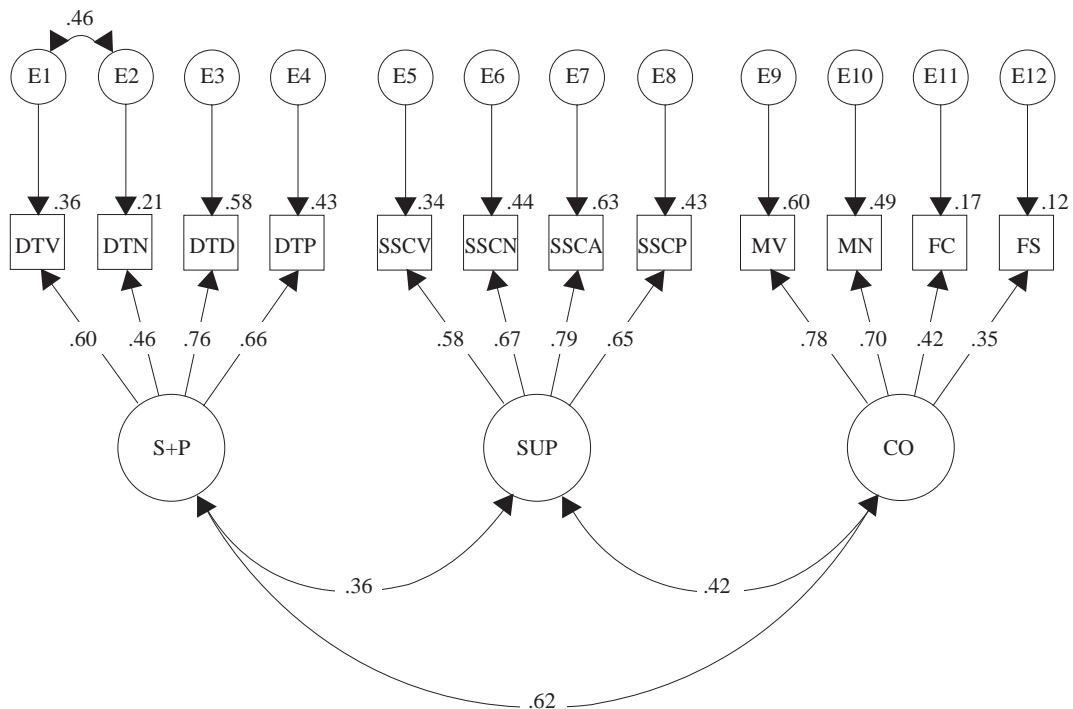 .46
E1 E2 E3 E4 E5 E6 E7 E8 E9 E10 E11 E12
.36 .21 .58 .43 .34 .44 .63 .43 .60 .49 .17 .12
DTV DTN DTD DTP SSCV SSCN SSCA SSCP MV MN FC FS
.60 .46 .76 .66 .58 .67 .79 .65 .78 .70 .42 .35
S+P SUP CO
.36 .42
.62